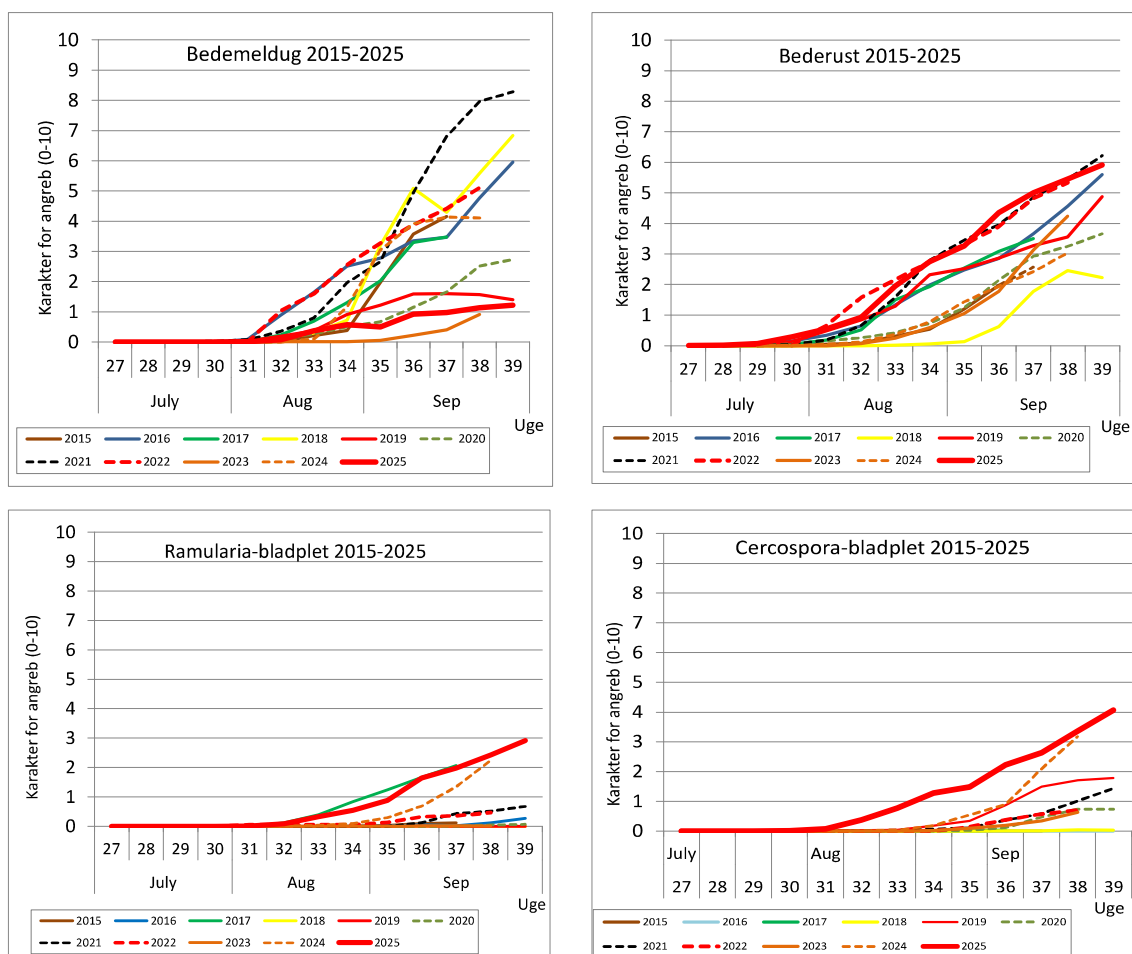 Bedemeldug 2015-2025
Karakter for angreb (0-10)
10
9
8
7
6
5
4
3
2
1
0
27 28 29 30 31 32 33 34 35 36 37 38 39
July Aug Sep
Uge
2015 2016 2017 2018 2019 2020
2021 2022 2023 2024 2025
Bederust 2015-2025
Karakter for angreb (0-10)
10
9
8
7
6
5
4
3
2
1
0
27 28 29 30 31 32 33 34 35 36 37 38 39
July Aug Sep
Uge
2015 2016 2017 2018 2019 2020
2021 2022 2023 2024 2025
Ramularia-bladplet 2015-2025
Karakter for angreb (0-10)
10
9
8
7
6
5
4
3
2
1
0
27 28 29 30 31 32 33 34 35 36 37 38 39
July Aug Sep
Uge
2015 2016 2017 2018 2019 2020
2021 2022 2023 2024 2025
Cercospora-bladplet 2015-2025
Karakter for angreb (0-10)
10
9
8
7
6
5
4
3
2
1
0
July Aug Sep
27 28 29 30 31 32 33 34 35 36 37 38 39
Uge
2015 2016 2017 2018 2019 2020
2021 2022 2023 2024 2025